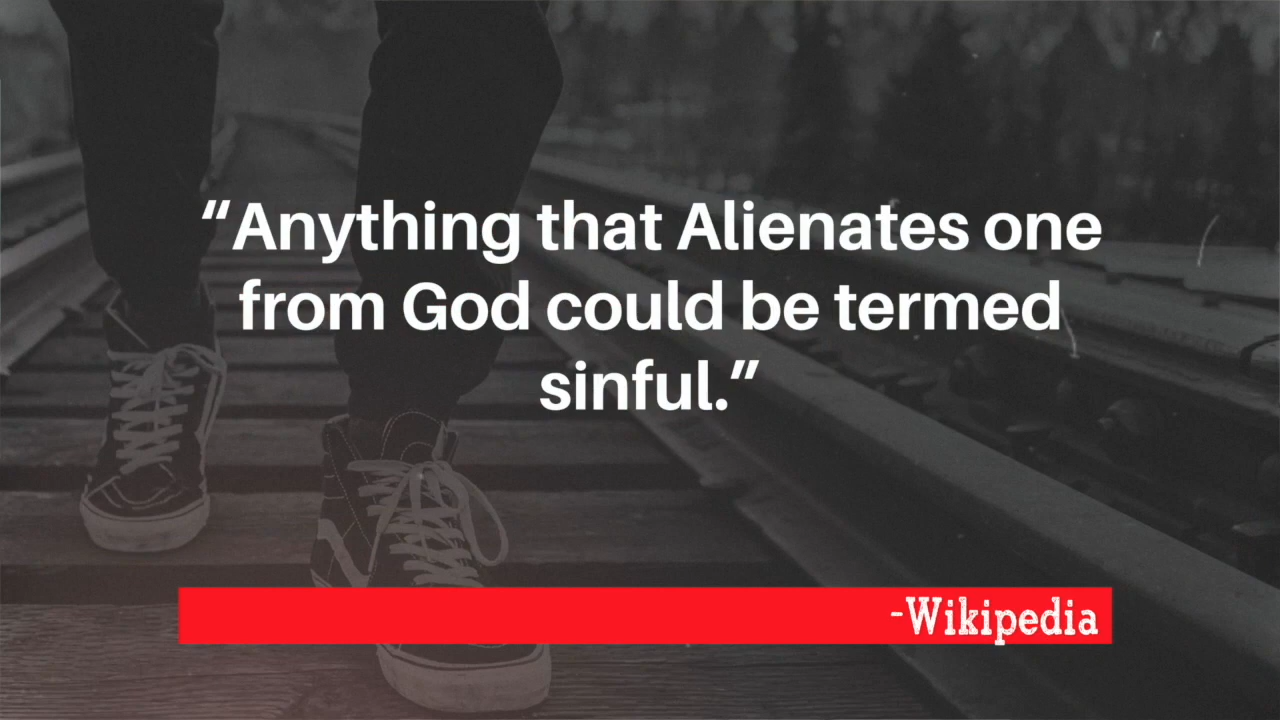 “Anything that Alienates one
from God could be termed
sinful.”
-Wikipedia